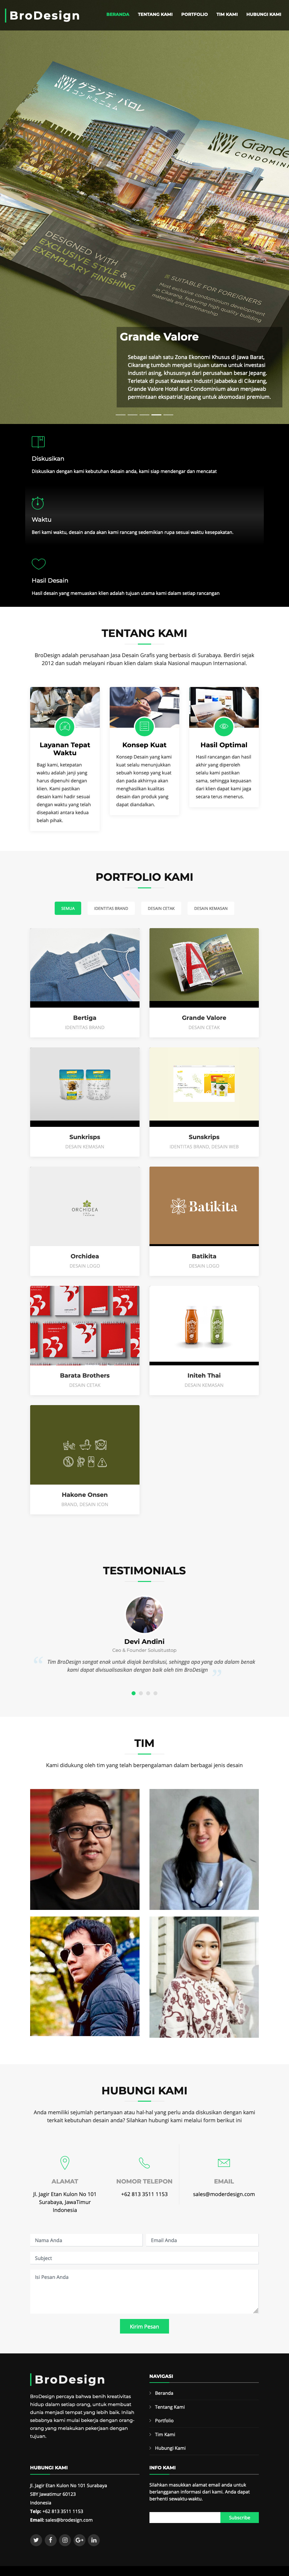 BroDesign
BERANDA TENTANG KAMI PORTFOLIO TIM KAMI HUBUNGI KAMI
Grande
CONDOMINIUM
DESIGNED WITH
EXCLUSIVE STYLE &
EXEMPLARY FINISHING
SUITABLE FOR FOREIGNERS
Grande Valore
Sebagai salah satu Zona Ekonomi Khusus di Jawa Barat,
Cikarang tumbuh menjadi tujuan utama untuk investasi
industri asing, khususnya dari perusahaan besar Jepang.
Terletak di pusat Kawasan Industri Jababeka di Cikarang,
Grande Valore Hotel and Condominium akan menjawab
permintaan ekspatriat Jepang untuk akomodasi premium.
Diskusikan
Diskusikan dengan kami kebutuhan desain anda, kami siap mendengar dan mencatat
Waktu
Beri kami waktu, desain anda akan kami rancang sedemikian rupa sesuai waktu kesepakatan.
Hasil Desain
Hasil desain yang memuaskan klien adalah tujuan utama kami dalam setiap rancangan
TENTANG KAMI
BroDesign adalah perusahaan Jasa Desain Grafis yang berbasis di Surabaya. Berdiri sejak
2012 dan sudah melayani ribuan klien dalam skala Nasional maupun Internasional.
Layanan Tepat
Waktu
Bagi kami, ketepatan
waktu adalah janji yang
harus dipenuhi dengan
klien. Kami pastikan
desain kami hadir sesuai
dengan waktu yang telah
disepakati antara kedua
belah pihak.
Konsep Kuat
Konsep Desain yang kami
kuat selalu menunjukkan
sebuah konsep yang kuat
dan pada akhirnya akan
menghasilkan kualitas
desain dan produk yang
dapat diandalkan.
Hasil Optimal
Hasil rancangan dan hasil
akhir yang diperoleh
selalu kami pastikan
sama, sehingga kepuasan
dari klien dapat kami jaga
secara terus menerus.
PORTFOLIO KAMI
SEMUA IDENTITAS BRAND DESAIN CETAK DESAIN KEMASAN
Bertiga
IDENTITAS BRAND
Grande Valore
DESAIN CETAK
Sunkrisps
DESAIN KEMASAN
Sunskrips
IDENTITAS BRAND, DESAIN WEB
ORCHIDEA
Orchidea
DESAIN LOGO
Batikita
Batikita
DESAIN LOGO
Barata Brothers
DESAIN CETAK
Initeh Thai
DESAIN KEMASAN
Hakone Onsen
BRAND, DESAIN ICON
TESTIMONIALS
Devi Andini
Ceo & Founder Solusitustop
Tim BroDesign sangat enak untuk diajak berdiskusi, sehingga apa yang ada dalam benak
kami dapat divisualisasikan dengan baik oleh tim BroDesign
TIM
Kami didukung oleh tim yang telah berpengalaman dalam berbagai jenis desain
HUBUNGI KAMI
Anda memiliki sejumlah pertanyaan atau hal-hal yang perlu anda diskusikan dengan kami
terkait kebutuhan desain anda? Silahkan hubungi kami melalui form berikut ini
ALAMAT
Jl. Jagir Etan Kulon No 101
Surabaya, JawaTimur
Indonesia
NOMOR TELEPON
+62 813 3511 1153
EMAIL
sales@moderdesign.com
Nama Anda
Email Anda
Subject
Isi Pesan Anda
Kirim Pesan
BroDesign
BroDesign percaya bahwa benih kreativitas
hidup dalam setiap orang, untuk membuat
dunia menjadi tempat yang lebih baik. Inilah
sebabnya kami mulai bekerja dengan orang-
orang yang melakukan pekerjaan dengan
tujuan.
NAVIGASI
Beranda
Tentang Kami
Portfolio
Tim Kami
Hubungi Kami
HUBUNGI KAMI
Jl. Jagir Etan Kulon No 101 Surabaya
SBY Jawatimur 60123
Indonesia
Telp: +62 813 3511 1153
Email: sales@brodesign.com
INFO KAMI
Silahkan masukkan alamat email anda untuk
berlangganan informasi dari kami. Anda dapat
berhenti sewaktu-waktu.
Subscribe